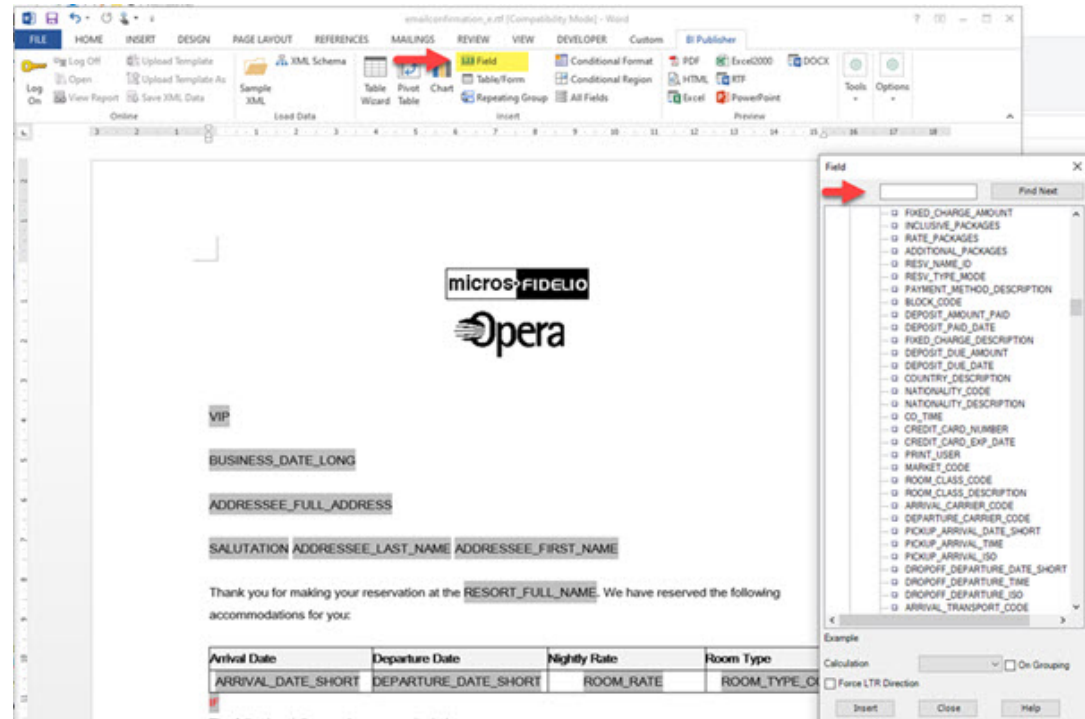 emailconfirmation_e.rtf [Compatibility Mode] - Word
FILE HOME INSERT DESIGN PAGE LAYOUT REFERENCES MAILINGS REVIEW VIEW DEVELOPER Custom BI Publisher
Log On
Log Off
Open
View Report
Upload Template
Upload Template As
Save XML Data
Online
Sample XML
XML Schema
Load Data
Table Wizard
Pivot Table
Chart
Field
Table/Form
Repeating Group
Conditional Format
Conditional Region
All Fields
Insert
PDF Excel2000 DOCX
HTML RTF
Excel PowerPoint
Preview
Tools
Options
micros FIDELIO
Opera
VIP
BUSINESS_DATE_LONG
ADDRESSEE_FULL_ADDRESS
SALUTATION ADDRESSEE_LAST_NAME ADDRESSEE_FIRST_NAME
Thank you for making your reservation at the RESORT_FULL_NAME. We have reserved the following
accommodations for you:
Arrival Date Departure Date Nightly Rate Room Type
ARRIVAL_DATE_SHORT DEPARTURE_DATE_SHORT ROOM_RATE ROOM_TYPE_CO
Field
Find Next
FIXED_CHARGE_AMOUNT
INCLUSIVE_PACKAGES
RATE_PACKAGES
ADDITIONAL_PACKAGES
RESV_NAME_ID
RESV_TYPE_MODE
PAYMENT_METHOD_DESCRIPTION
BLOCK_CODE
DEPOSIT_AMOUNT_PAID
DEPOSIT_PAID_DATE
FIXED_CHARGE_DESCRIPTION
DEPOSIT_DUE_AMOUNT
DEPOSIT_DUE_DATE
COUNTRY_DESCRIPTION
NATIONALITY_CODE
NATIONALITY_DESCRIPTION
CO_TIME
CREDIT_CARD_NUMBER
CREDIT_CARD_EXP_DATE
PRINT_USER
MARKET_CODE
ROOM_CLASS_CODE
ROOM_CLASS_DESCRIPTION
ARRIVAL_CARRIER_CODE
DEPARTURE_CARRIER_CODE
PICKUP_ARRIVAL_DATE_SHORT
PICKUP_ARRIVAL_TIME
PICKUP_ARRIVAL_ISO
DROPOFF_DEPARTURE_DATE_SHORT
DROPOFF_DEPARTURE_TIME
DROPOFF_DEPARTURE_ISO
ARRIVAL_TRANSPORT_CODE
Example
Calculation On Grouping
Force LTR Direction
Insert Close Help